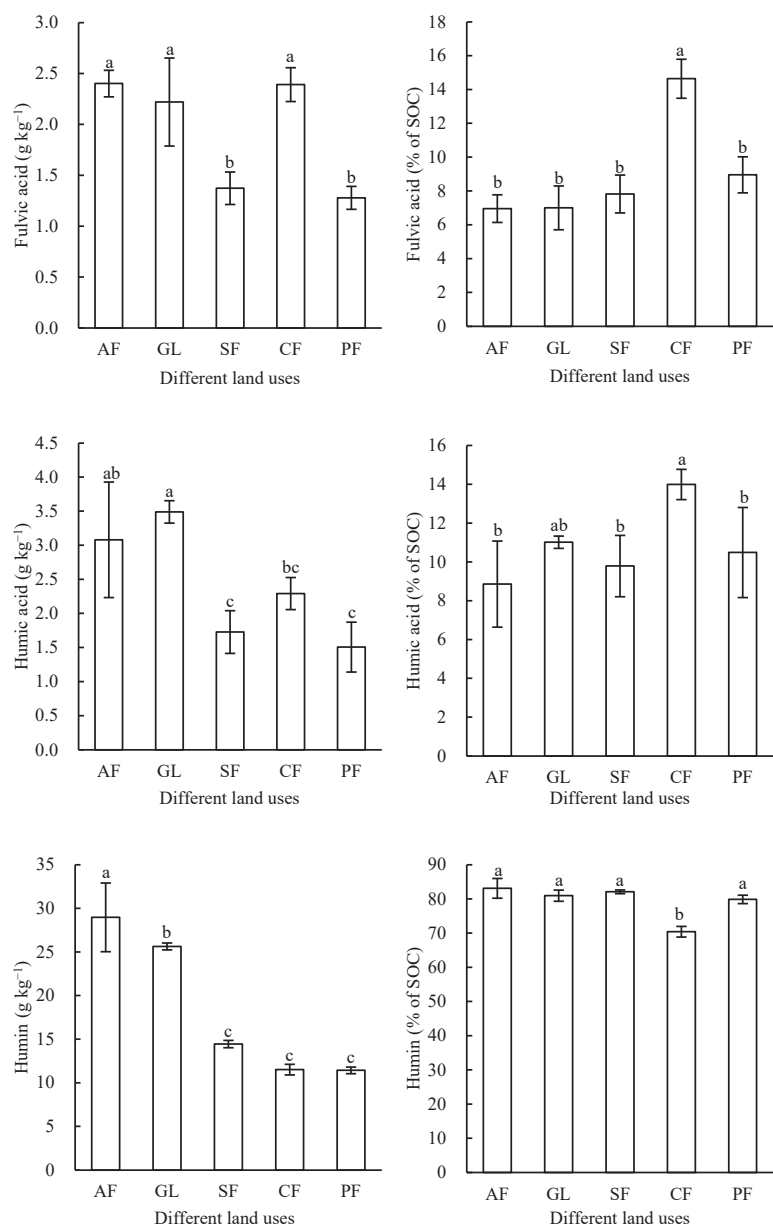 Fulvic acid (g kg⁻¹)
3.0
2.5
2.0
1.5
1.0
0.5
0.0
a
a
b
a
b
AF GL SF CF PF
Different land uses
Fulvic acid (% of SOC)
18
16
14
12
10
8
6
4
2
0
b
b
b
a
b
AF GL SF CF PF
Different land uses
Humic acid (g kg⁻¹)
4.5
4.0
3.5
3.0
2.5
2.0
1.5
1.0
0.5
0.0
ab
a
c
bc
c
AF GL SF CF PF
Different land uses
Humic acid (% of SOC)
16
14
12
10
8
6
4
2
0
b
ab
b
a
b
AF GL SF CF PF
Different land uses
Humin (g kg⁻¹)
35
30
25
20
15
10
5
0
a
b
c
c
c
AF GL SF CF PF
Different land uses
Humin (% of SOC)
90
80
70
60
50
40
30
20
10
0
a
a
a
b
a
AF GL SF CF PF
Different land uses